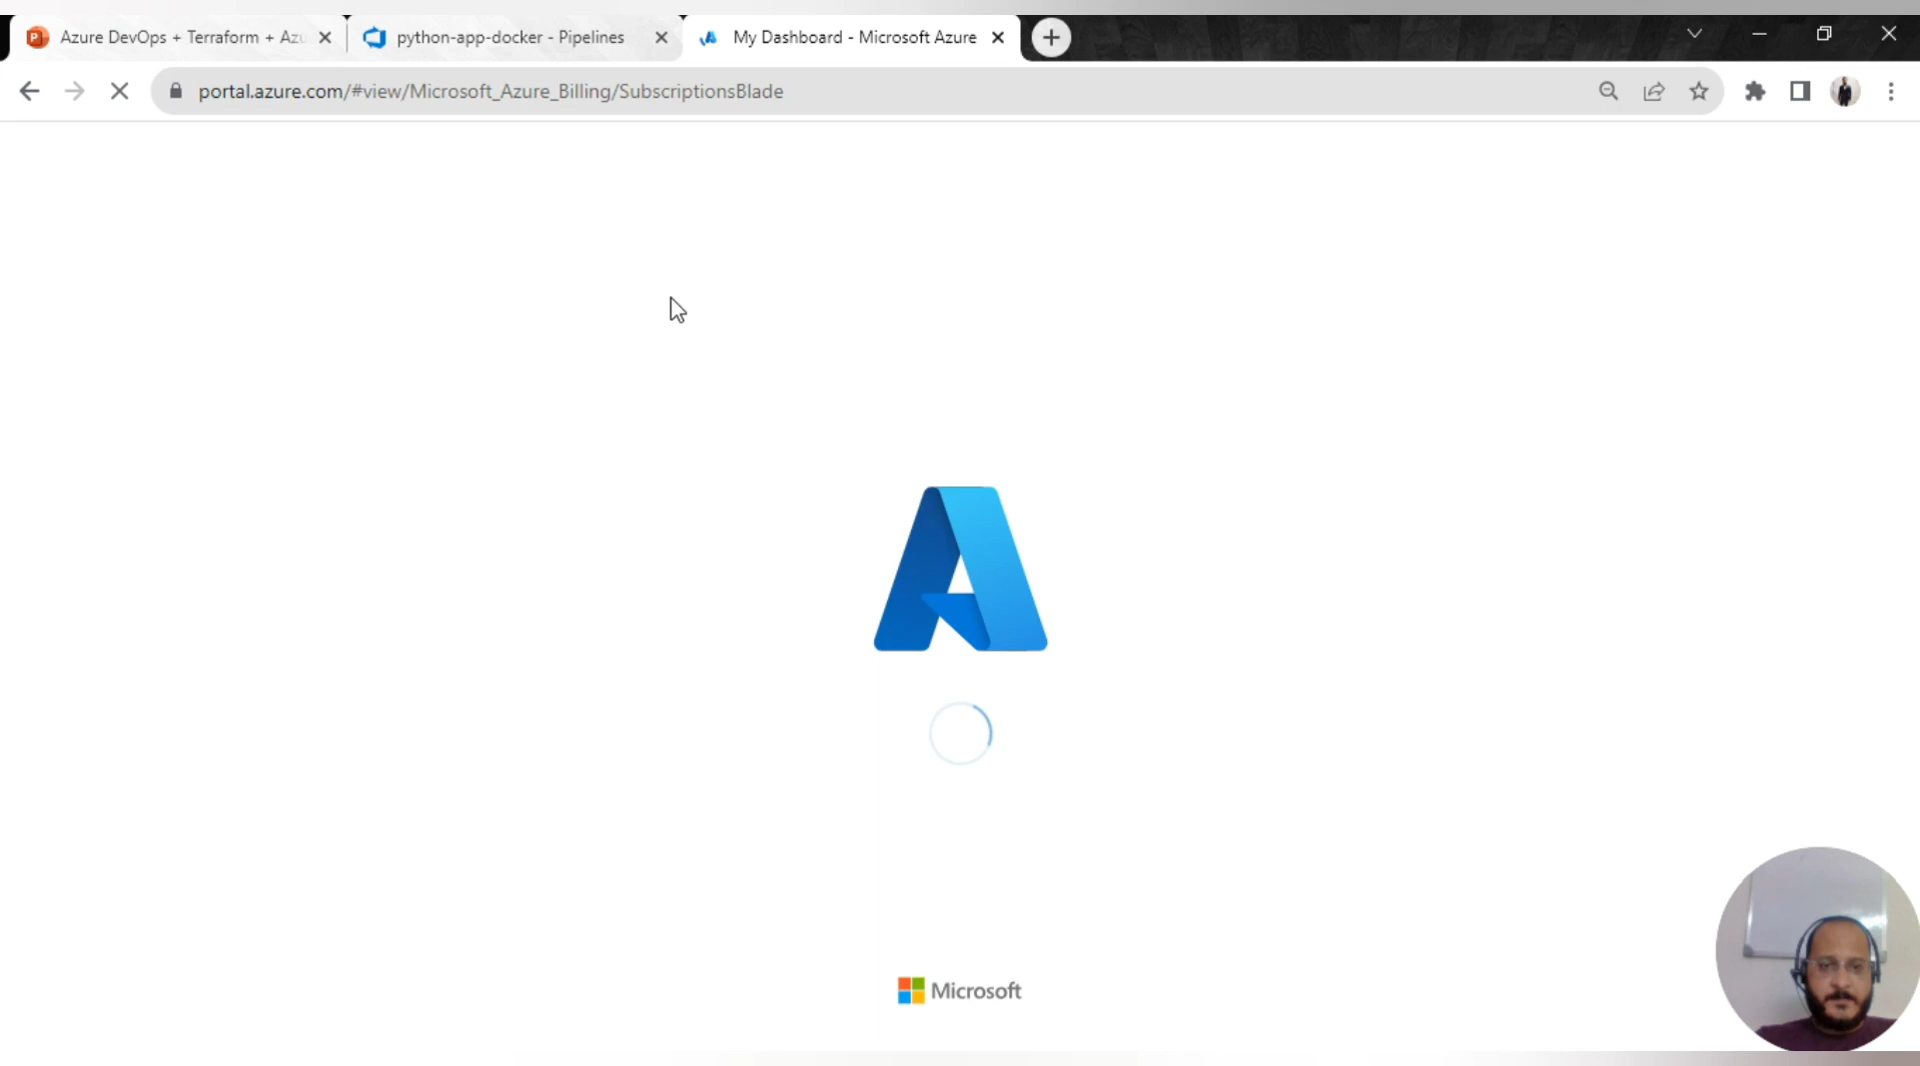 Azure DevOps + Terraform + Azu
python-app-docker - Pipelines
My Dashboard - Microsoft Azure
portal.azure.com/#view/Microsoft_Azure_Billing/SubscriptionsBlade
Microsoft